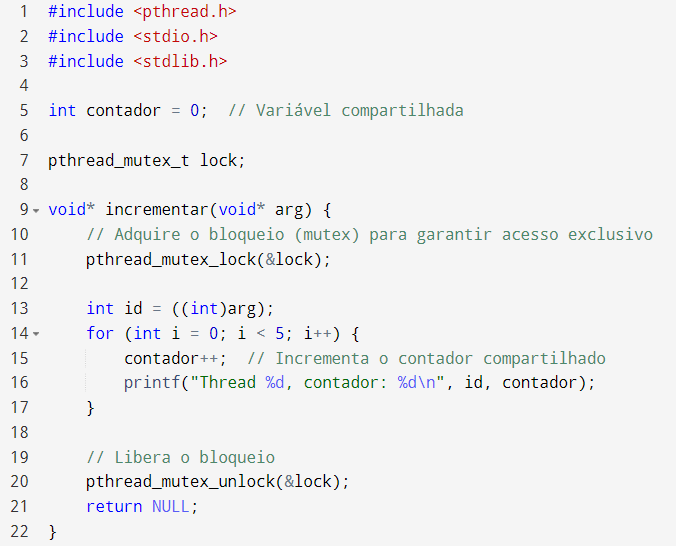 1 #include <pthread.h>
2 #include <stdio.h>
3 #include <stdlib.h>
4
5 int contador = 0;  // Variável compartilhada
6
7 pthread_mutex_t lock;
8
9 void* incrementar(void* arg) {
10     // Adquire o bloqueio (mutex) para garantir acesso exclusivo
11     pthread_mutex_lock(&lock);
12
13     int id = ((int)arg);
14     for (int i = 0; i < 5; i++) {
15         contador++;  // Incrementa o contador compartilhado
16         printf("Thread %d, contador: %d\n", id, contador);
17     }
18
19     // Libera o bloqueio
20     pthread_mutex_unlock(&lock);
21     return NULL;
22 }